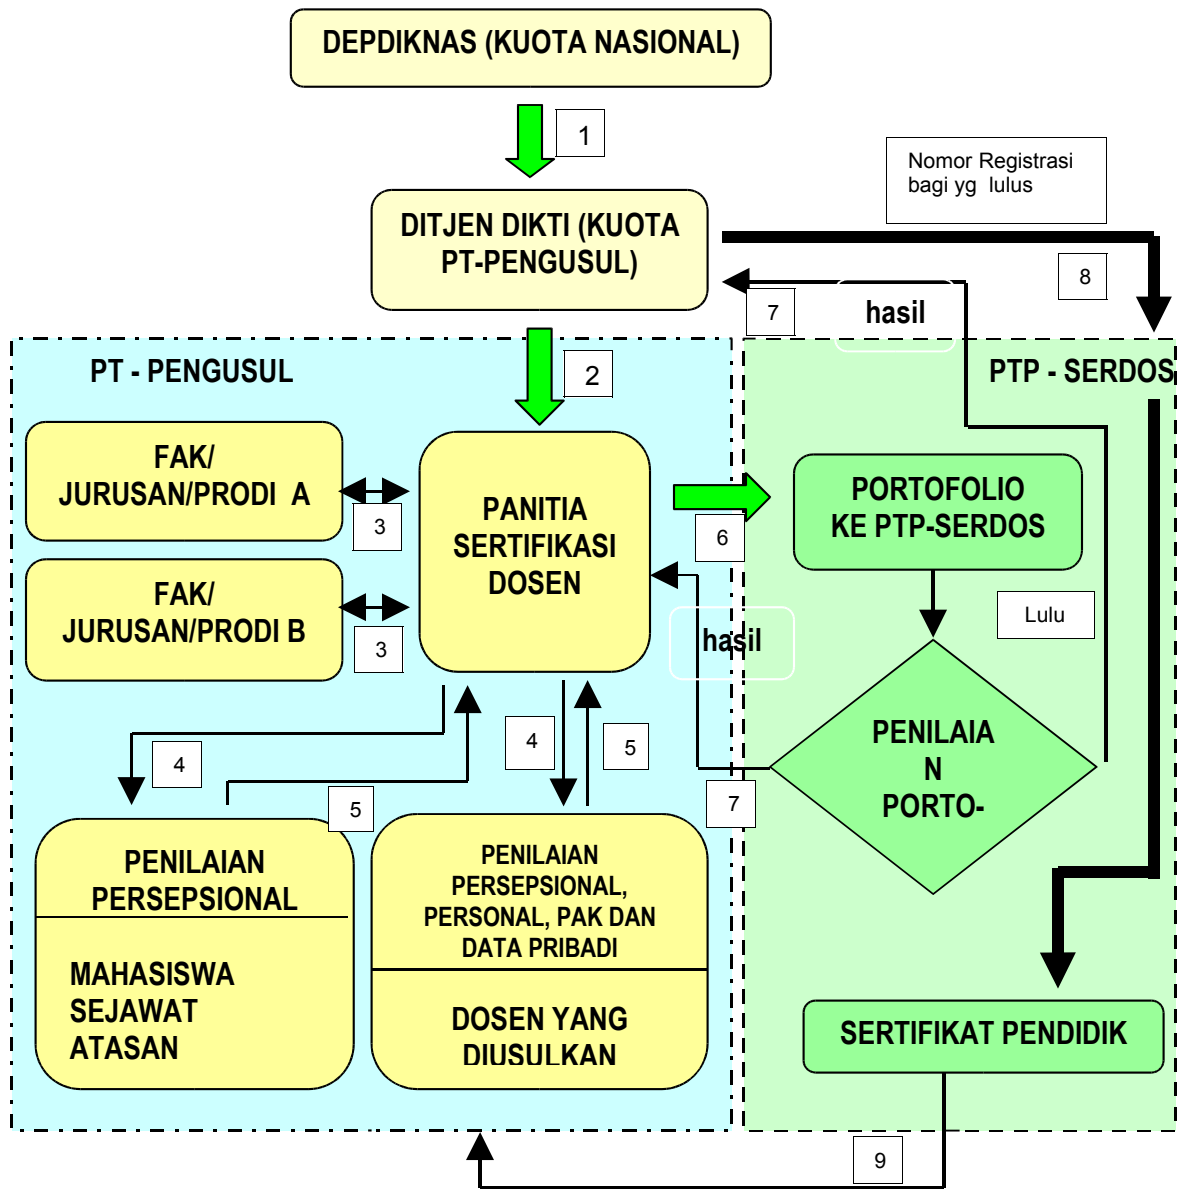 DEPDIKNAS (KUOTA NASIONAL)
1
Nomor Registrasi
bagi yg lulus
DITJEN DIKTI (KUOTA
PT-PENGUSUL)
8
7
hasil
PT - PENGUSUL
2
PTP - SERDOS
FAK/
JURUSAN/PRODI A
3
PANITIA
SERTIFIKASI
DOSEN
6
PORTOFOLIO
KE PTP-SERDOS
FAK/
JURUSAN/PRODI B
3
hasil
Lulu
4
5
4
5
7
PENILAIA
N
PORTO-
PENILAIAN
PERSEPSIONAL
MAHASISWA
SEJAWAT
ATASAN
PENILAIAN
PERSEPSIONAL,
PERSONAL, PAK DAN
DATA PRIBADI
DOSEN YANG
DIUSULKAN
SERTIFIKAT PENDIDIK
9